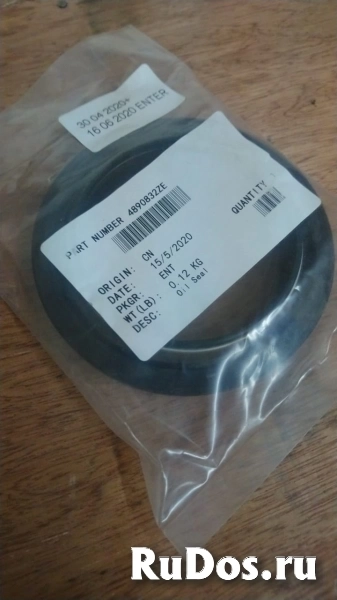 30 04 2020+
16 06 2020 ENTER
PART NUMBER 4890832ZE
ORIGIN: CN
DATE: 15/5/2020
PKGR: ENT
WT(LB): 0.12 KG
DESC: O.i Seal
QUANTITY
RuDos.ru